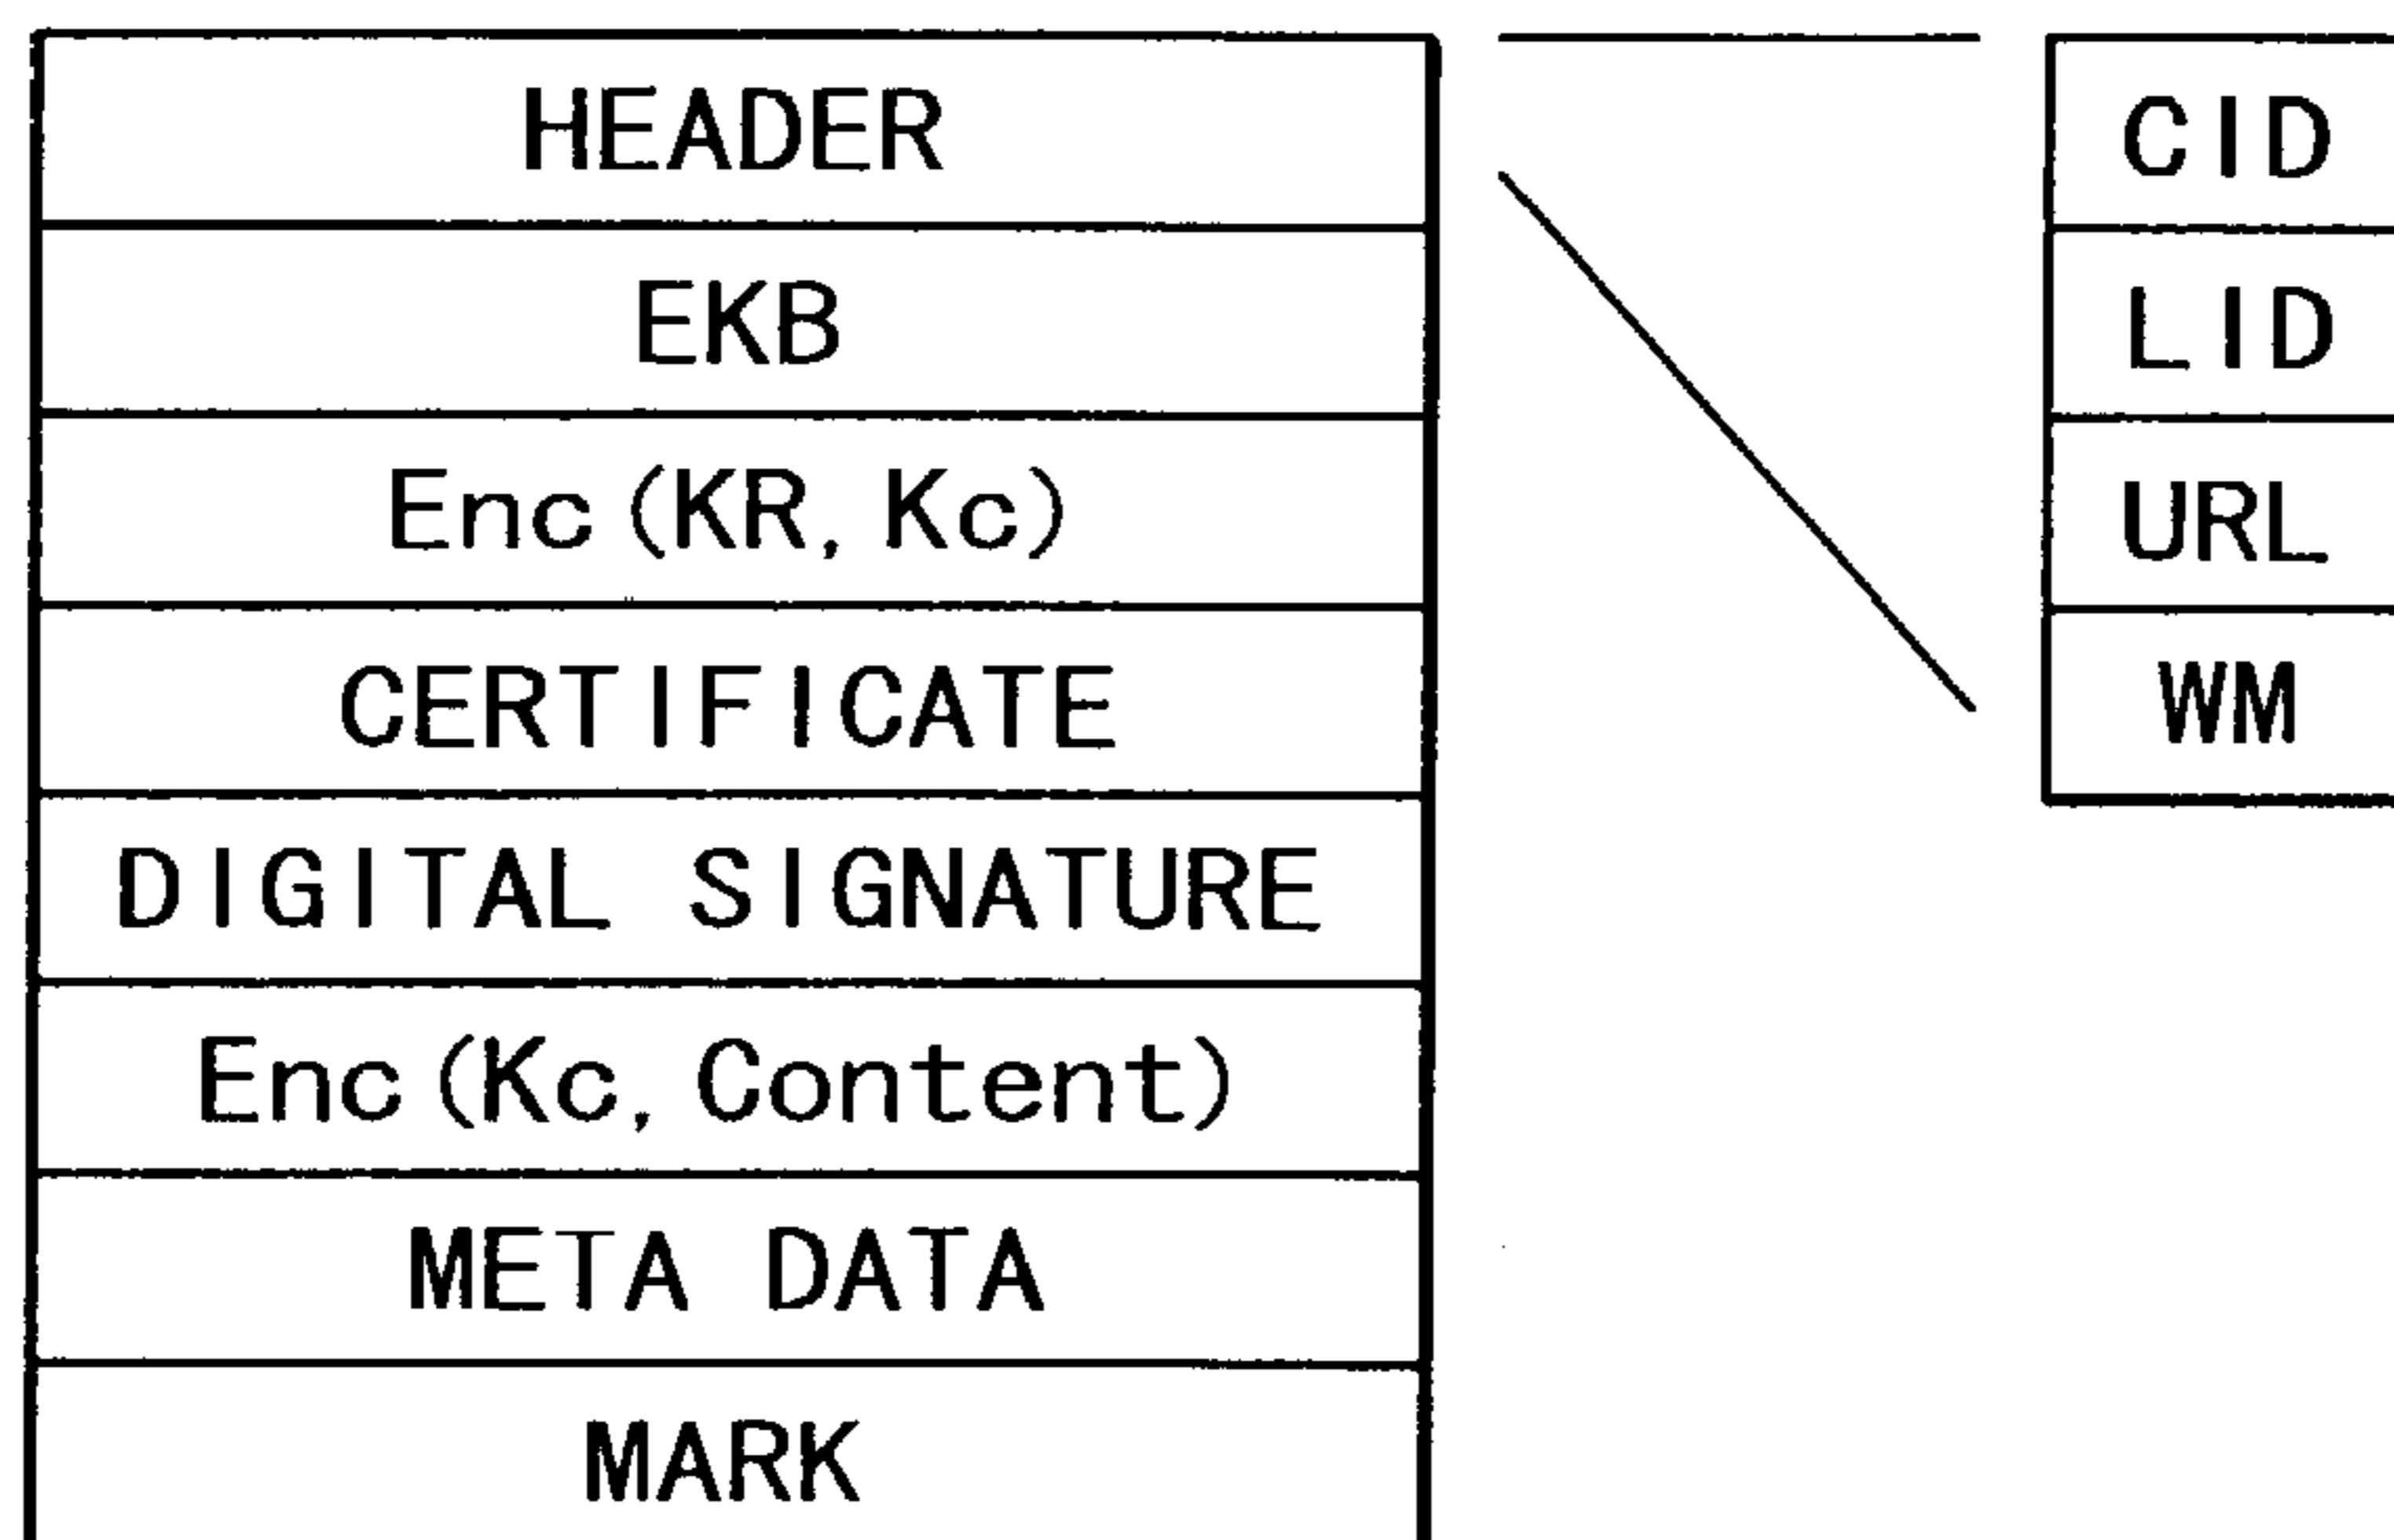 HEADER
EKB
Enc (KR, Kc)
CERTIFICATE
DIGITAL SIGNATURE
Enc (Kc, Content)
META DATA
MARK
CID
LID
URL
WM